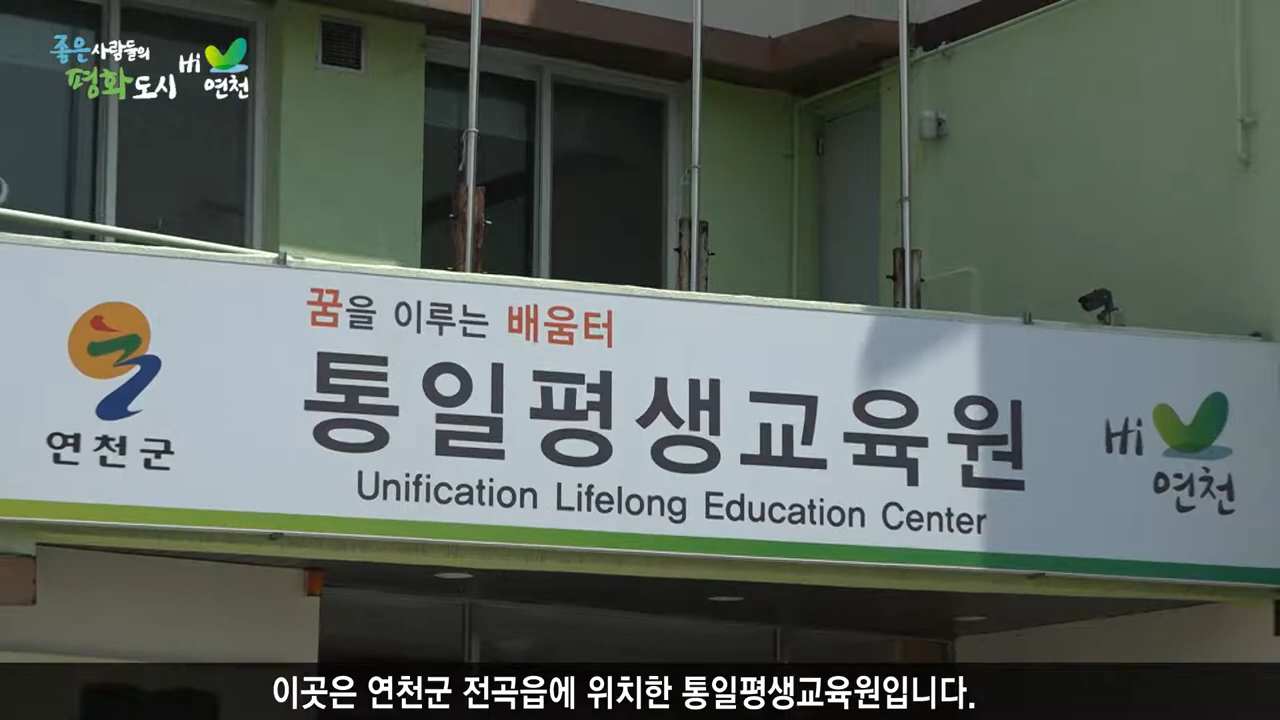 좋은사람들의
평화도시 Hi 연천
꿈을 이루는 배움터
통일평생교육원
Unification Lifelong Education Center
연천군
Hi
연천
이곳은 연천군 전곡읍에 위치한 통일평생교육원입니다.